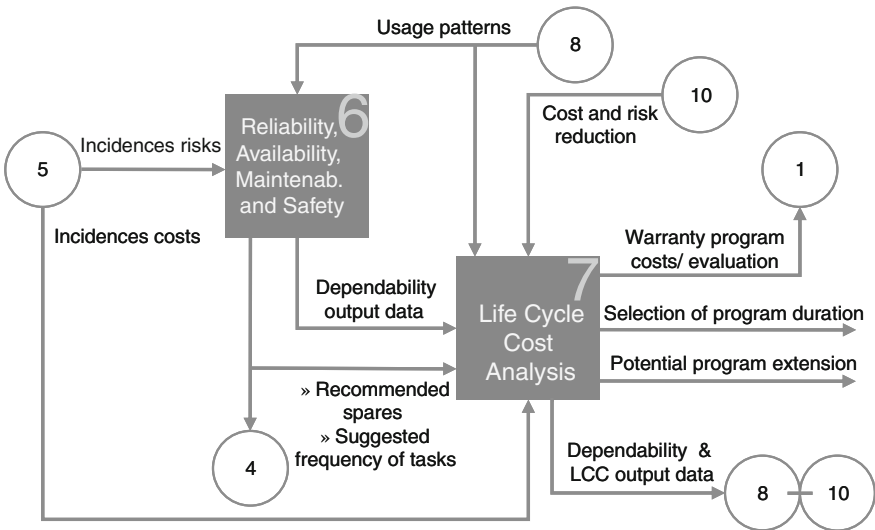 Usage patterns
8
10
Cost and risk
reduction
6
Reliability,
Availability,
Maintenab.
and Safety
5
Incidences risks
1
Incidences costs
Warranty program
costs/ evaluation
7
Life Cycle
Cost
Analysis
Dependability
output data
Selection of program duration
Potential program extension
» Recommended
spares
» Suggested
frequency of tasks
4
Dependability &
LCC output data
8
10